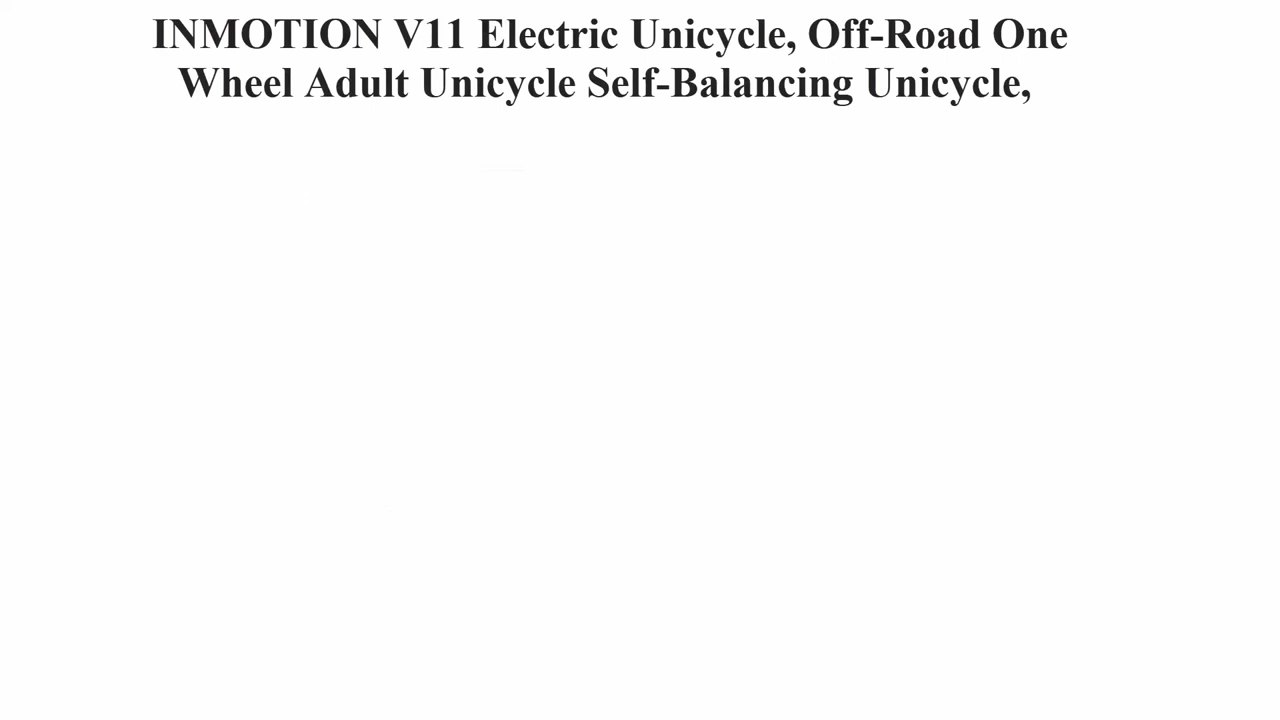 INMOTION V11 Electric Unicycle, Off-Road One
Wheel Adult Unicycle Self-Balancing Unicycle,